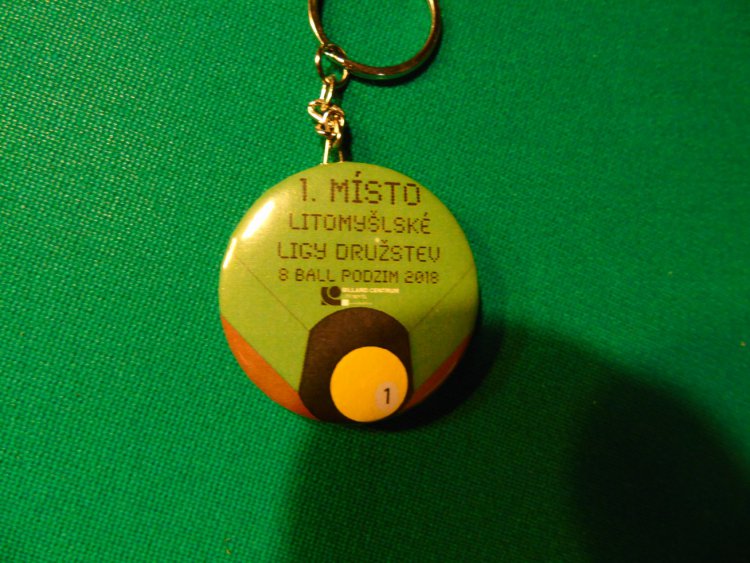 1. MÍSTO
LITOMYŠLSKÉ
LIGY DRUŽSTEV
8 BALL PODZIM 2018
BILLARD CENTRUM
1